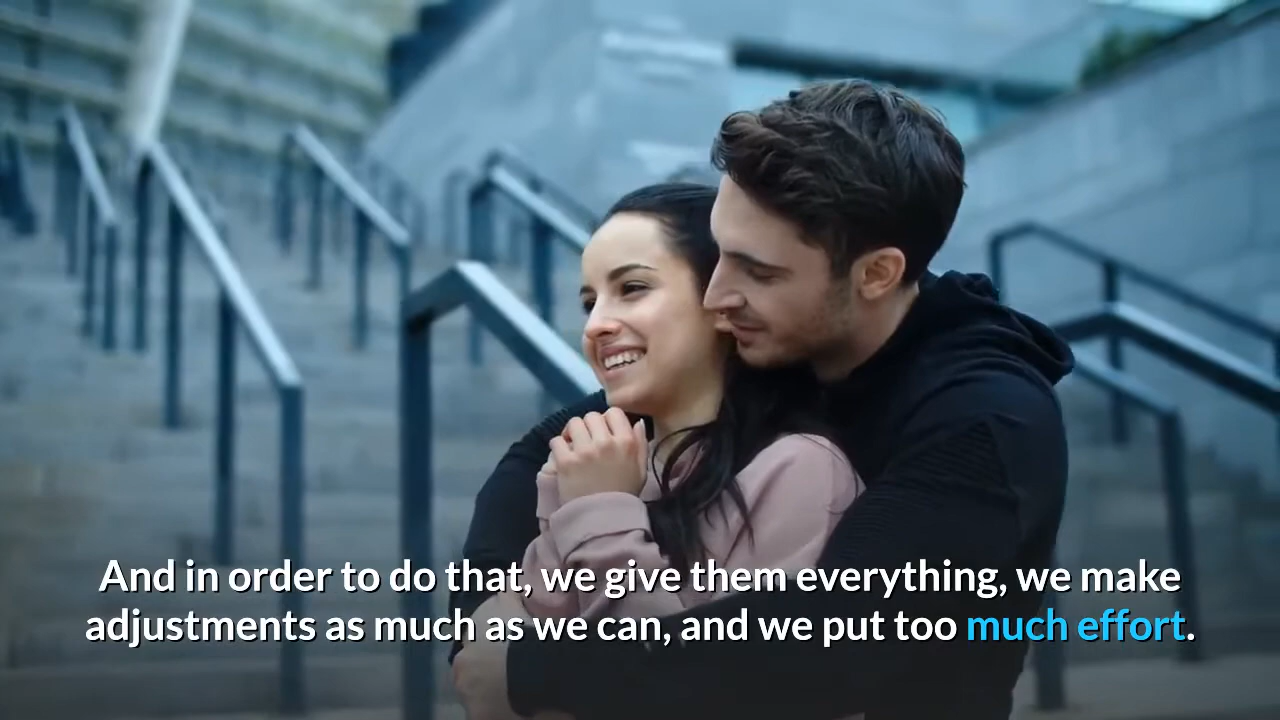 And in order to do that, we give them everything, we make
adjustments as much as we can, and we put too much effort.